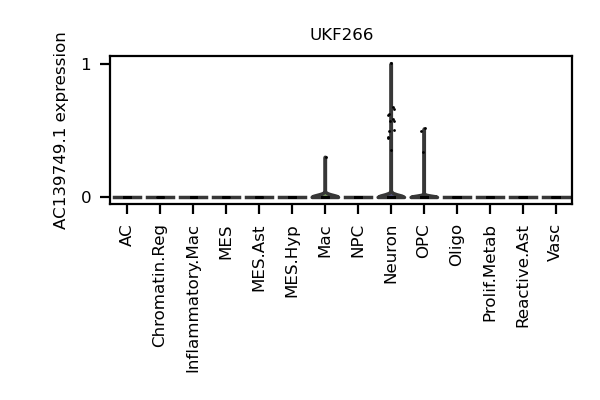 UKF266
AC139749.1 expression
1
0
AC
Chromatin.Reg
Inflammatory.Mac
MES
MES.Ast
MES.Hyp
Mac
NPC
Neuron
OPC
Oligo
Prolif.Metab
Reactive.Ast
Vasc